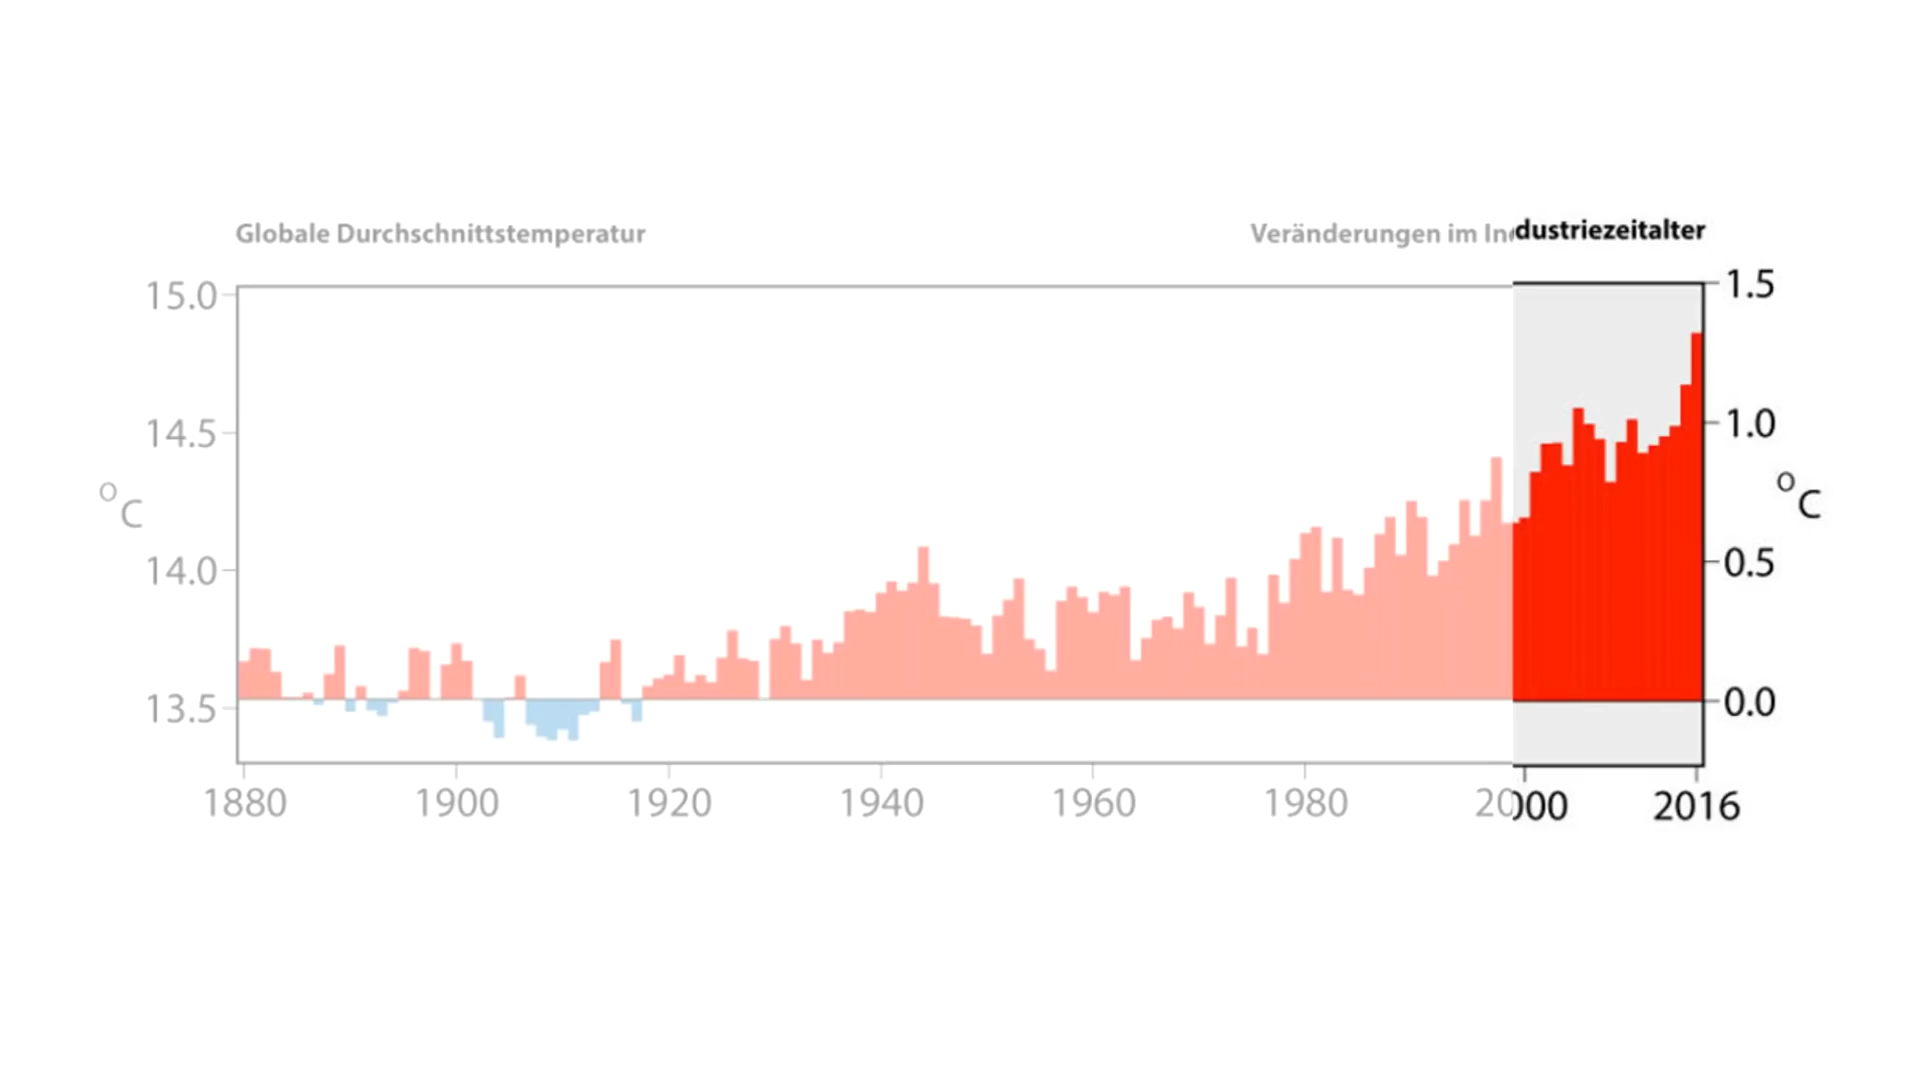 Globale Durchschnittstemperatur
Veränderungen im Industriezeitalter
15.0
14.5
14.0
13.5
°C
1.5
1.0
0.5
0.0
°C
1880 1900 1920 1940 1960 1980 2000 2016